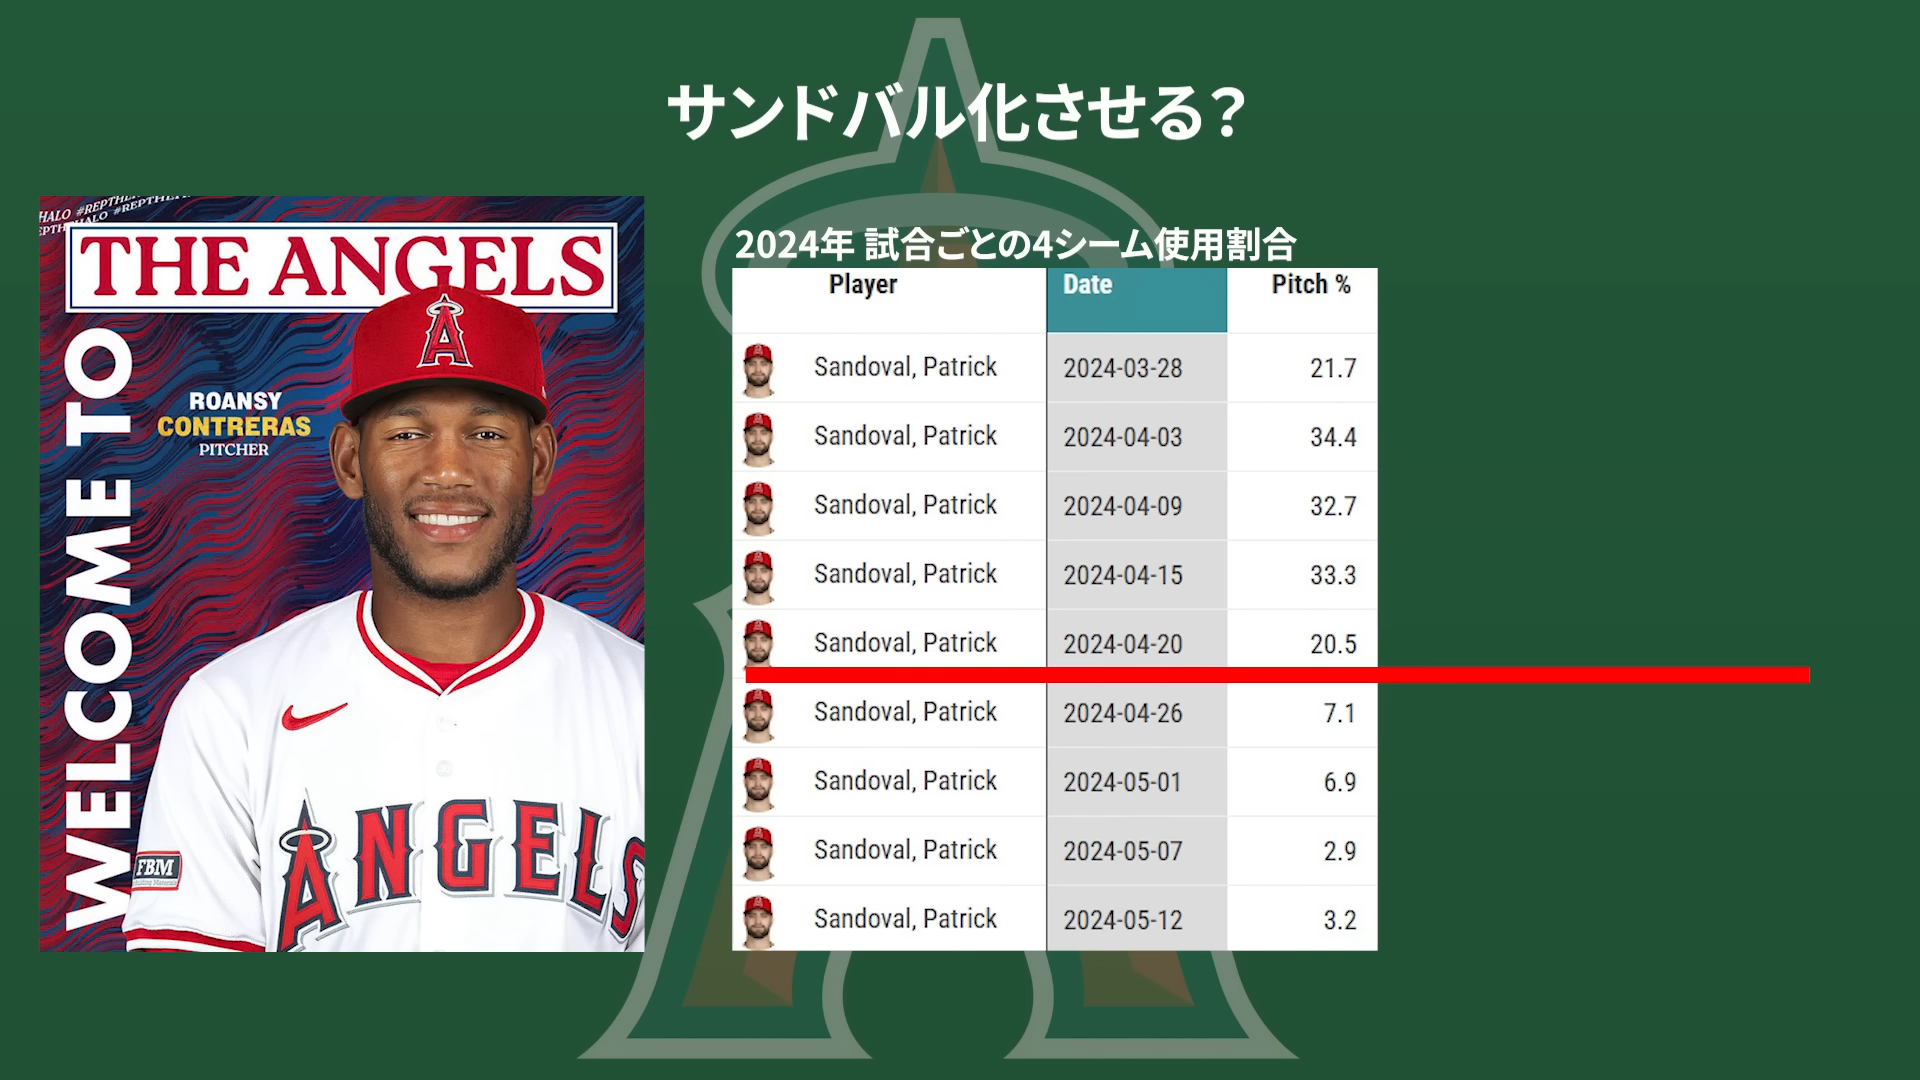 サンドバル化させる？
HALO #REPTHE
#REPTHE
EPTHEHALO
THE ANGELS
WELCOME TO
ROANSY
CONTRERAS
PITCHER
A
ANGELS
FBM
Building Materials
2024年 試合ごとの4シーム使用割合
Player Date Pitch %
Sandoval, Patrick 2024-03-28 21.7
Sandoval, Patrick 2024-04-03 34.4
Sandoval, Patrick 2024-04-09 32.7
Sandoval, Patrick 2024-04-15 33.3
Sandoval, Patrick 2024-04-20 20.5
Sandoval, Patrick 2024-04-26 7.1
Sandoval, Patrick 2024-05-01 6.9
Sandoval, Patrick 2024-05-07 2.9
Sandoval, Patrick 2024-05-12 3.2